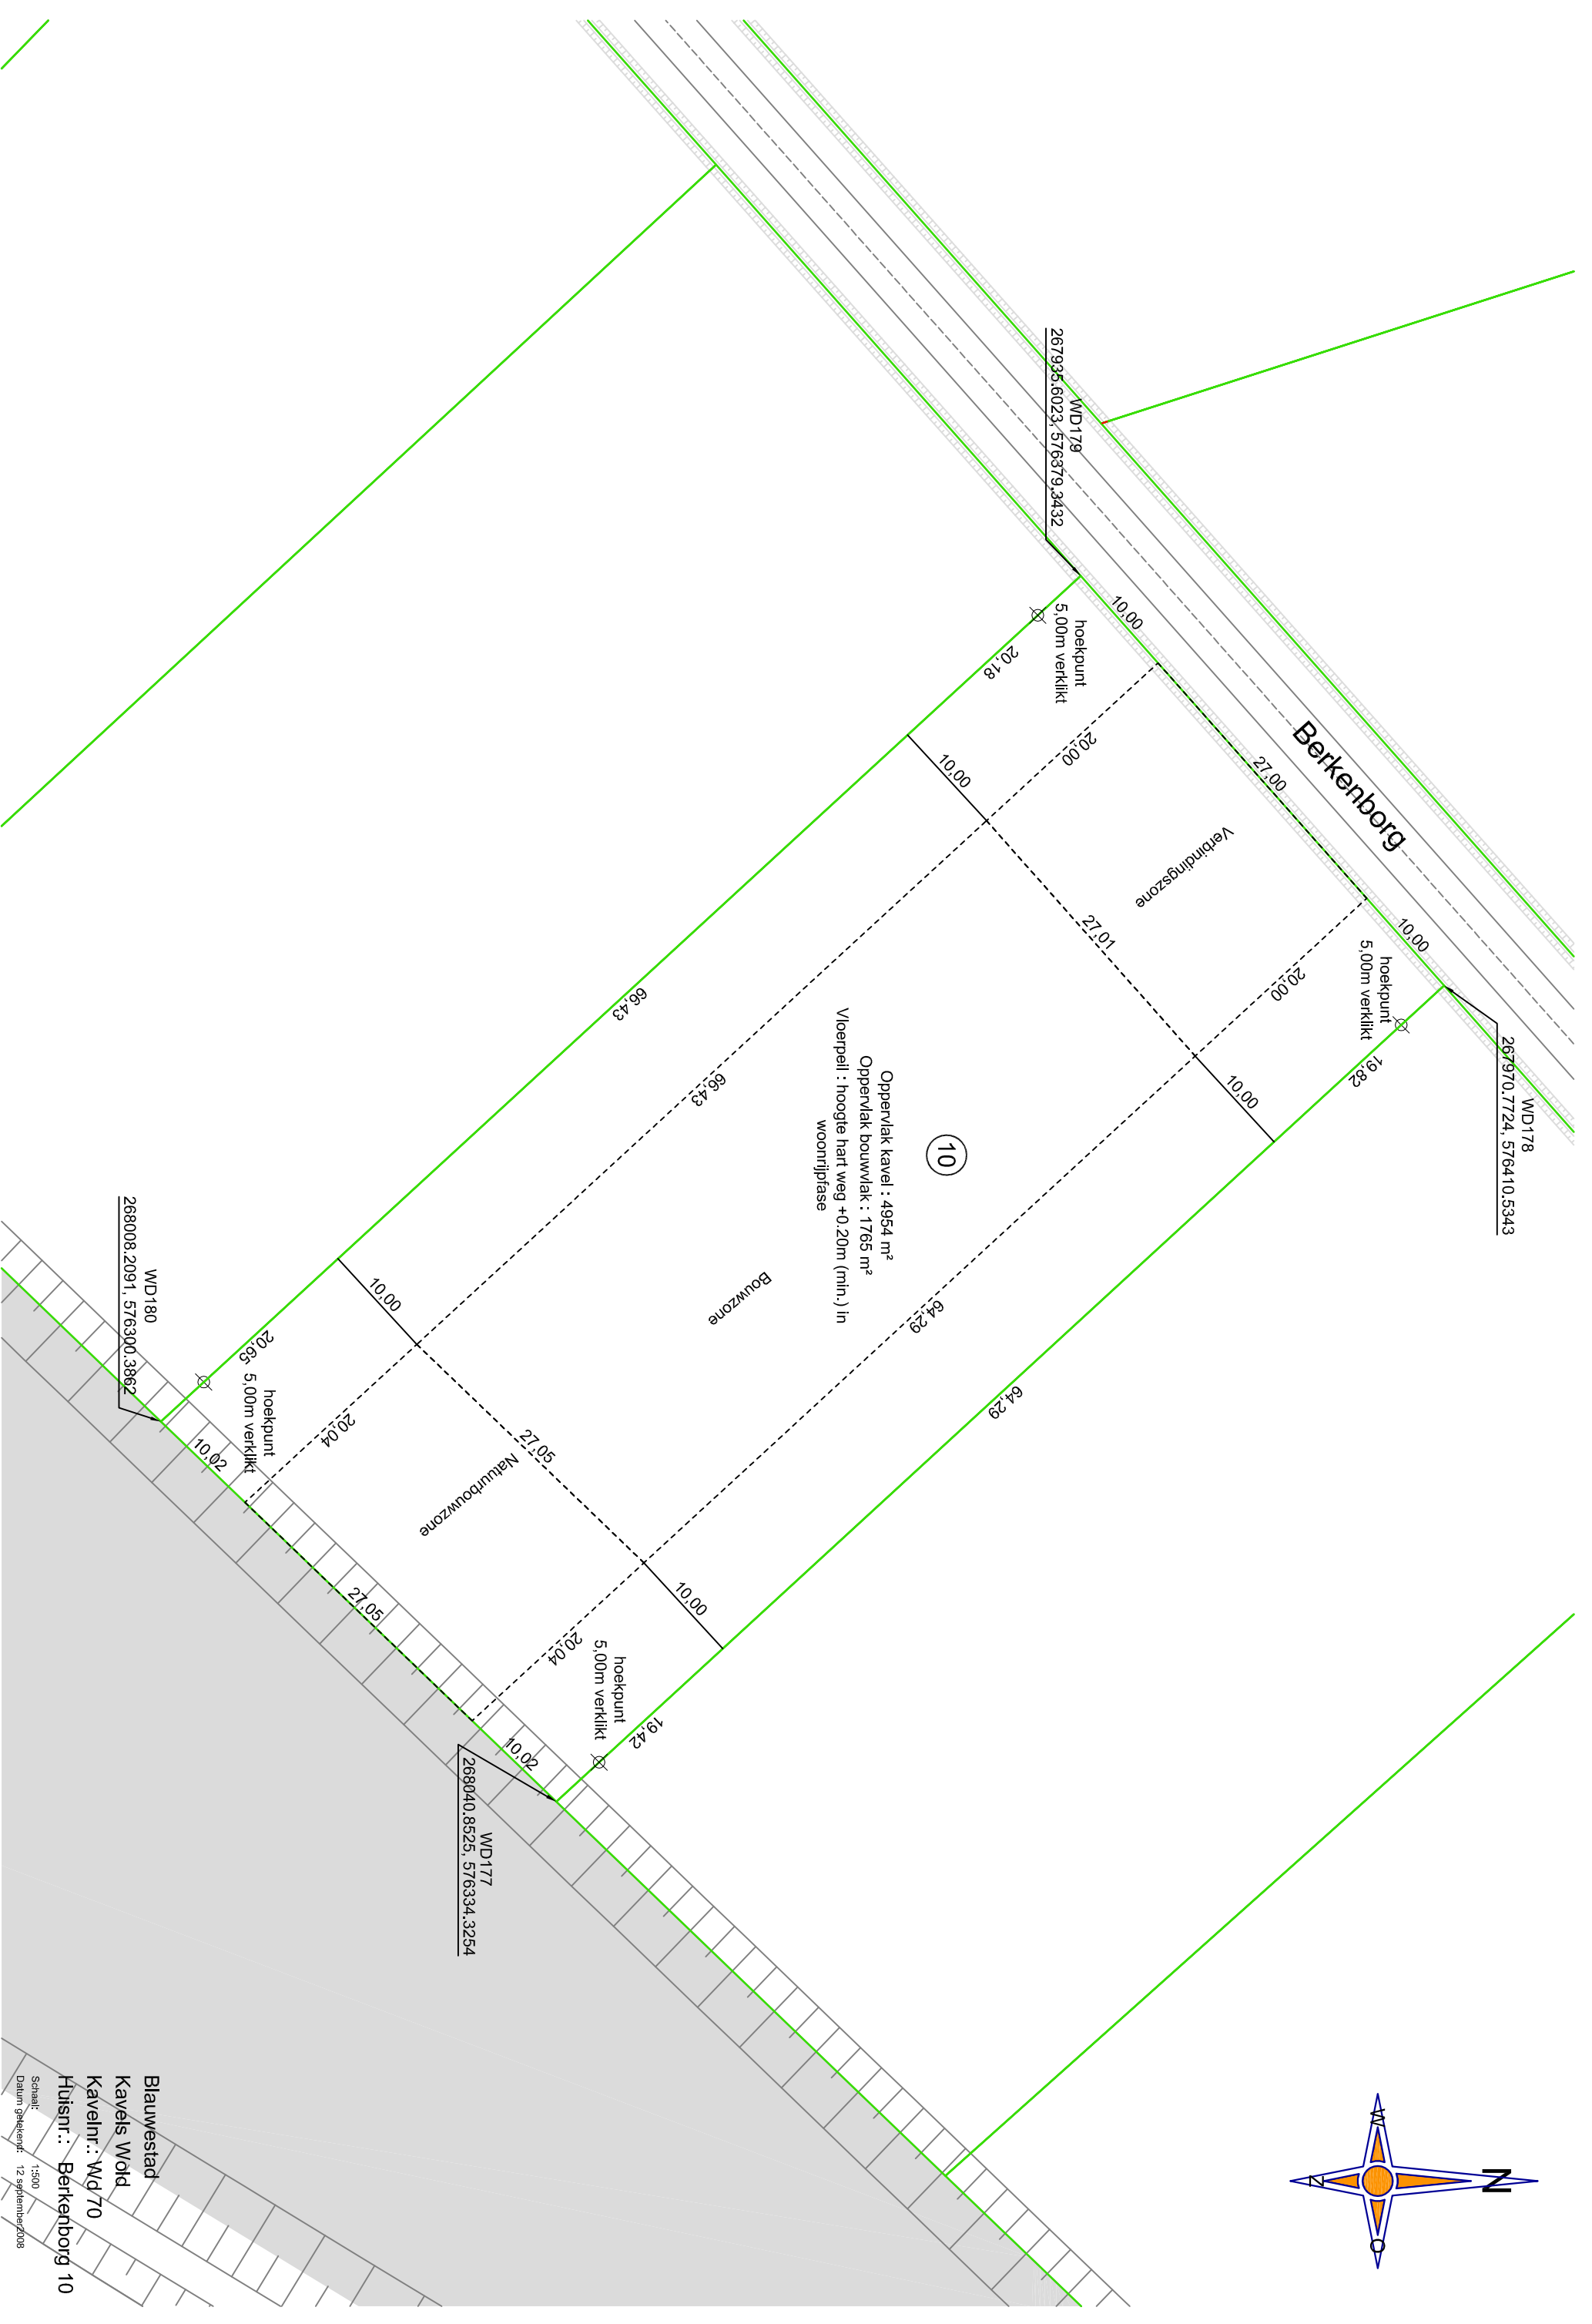 Berkenborg
WD179
267935.6023, 576379.3432
WD178
267970.7724, 576410.5343
hoekpunt
5,00m verklikt
hoekpunt
5,00m verklikt
10,00
27,00
10,00
20,18
20,00
20,00
19,82
Verbindingszone
10,00
27,01
10,00
66,43
66,43
64,29
64,29
10
Oppervlak kavel : 4954 m²
Oppervlak bouwvlak : 1765 m²
Vloerpeil : hoogte hart weg +0.20m (min.) in
woonrijpfase
Bouwzone
10,00
27,05
10,00
20,65
20,04
20,04
19,42
Natuurbouwzone
hoekpunt
5,00m verklikt
hoekpunt
5,00m verklikt
10,02
27,05
10,02
WD180
268008.2091, 576300.3862
WD177
268040.8525, 576334.3254
N
W
O
Z
Blauwestad
Kavels Wold
Kavelnr.: Wd 70
Huisnr.: Berkenborg 10
Schaal: 1:500
Datum getekend: 12 september2008